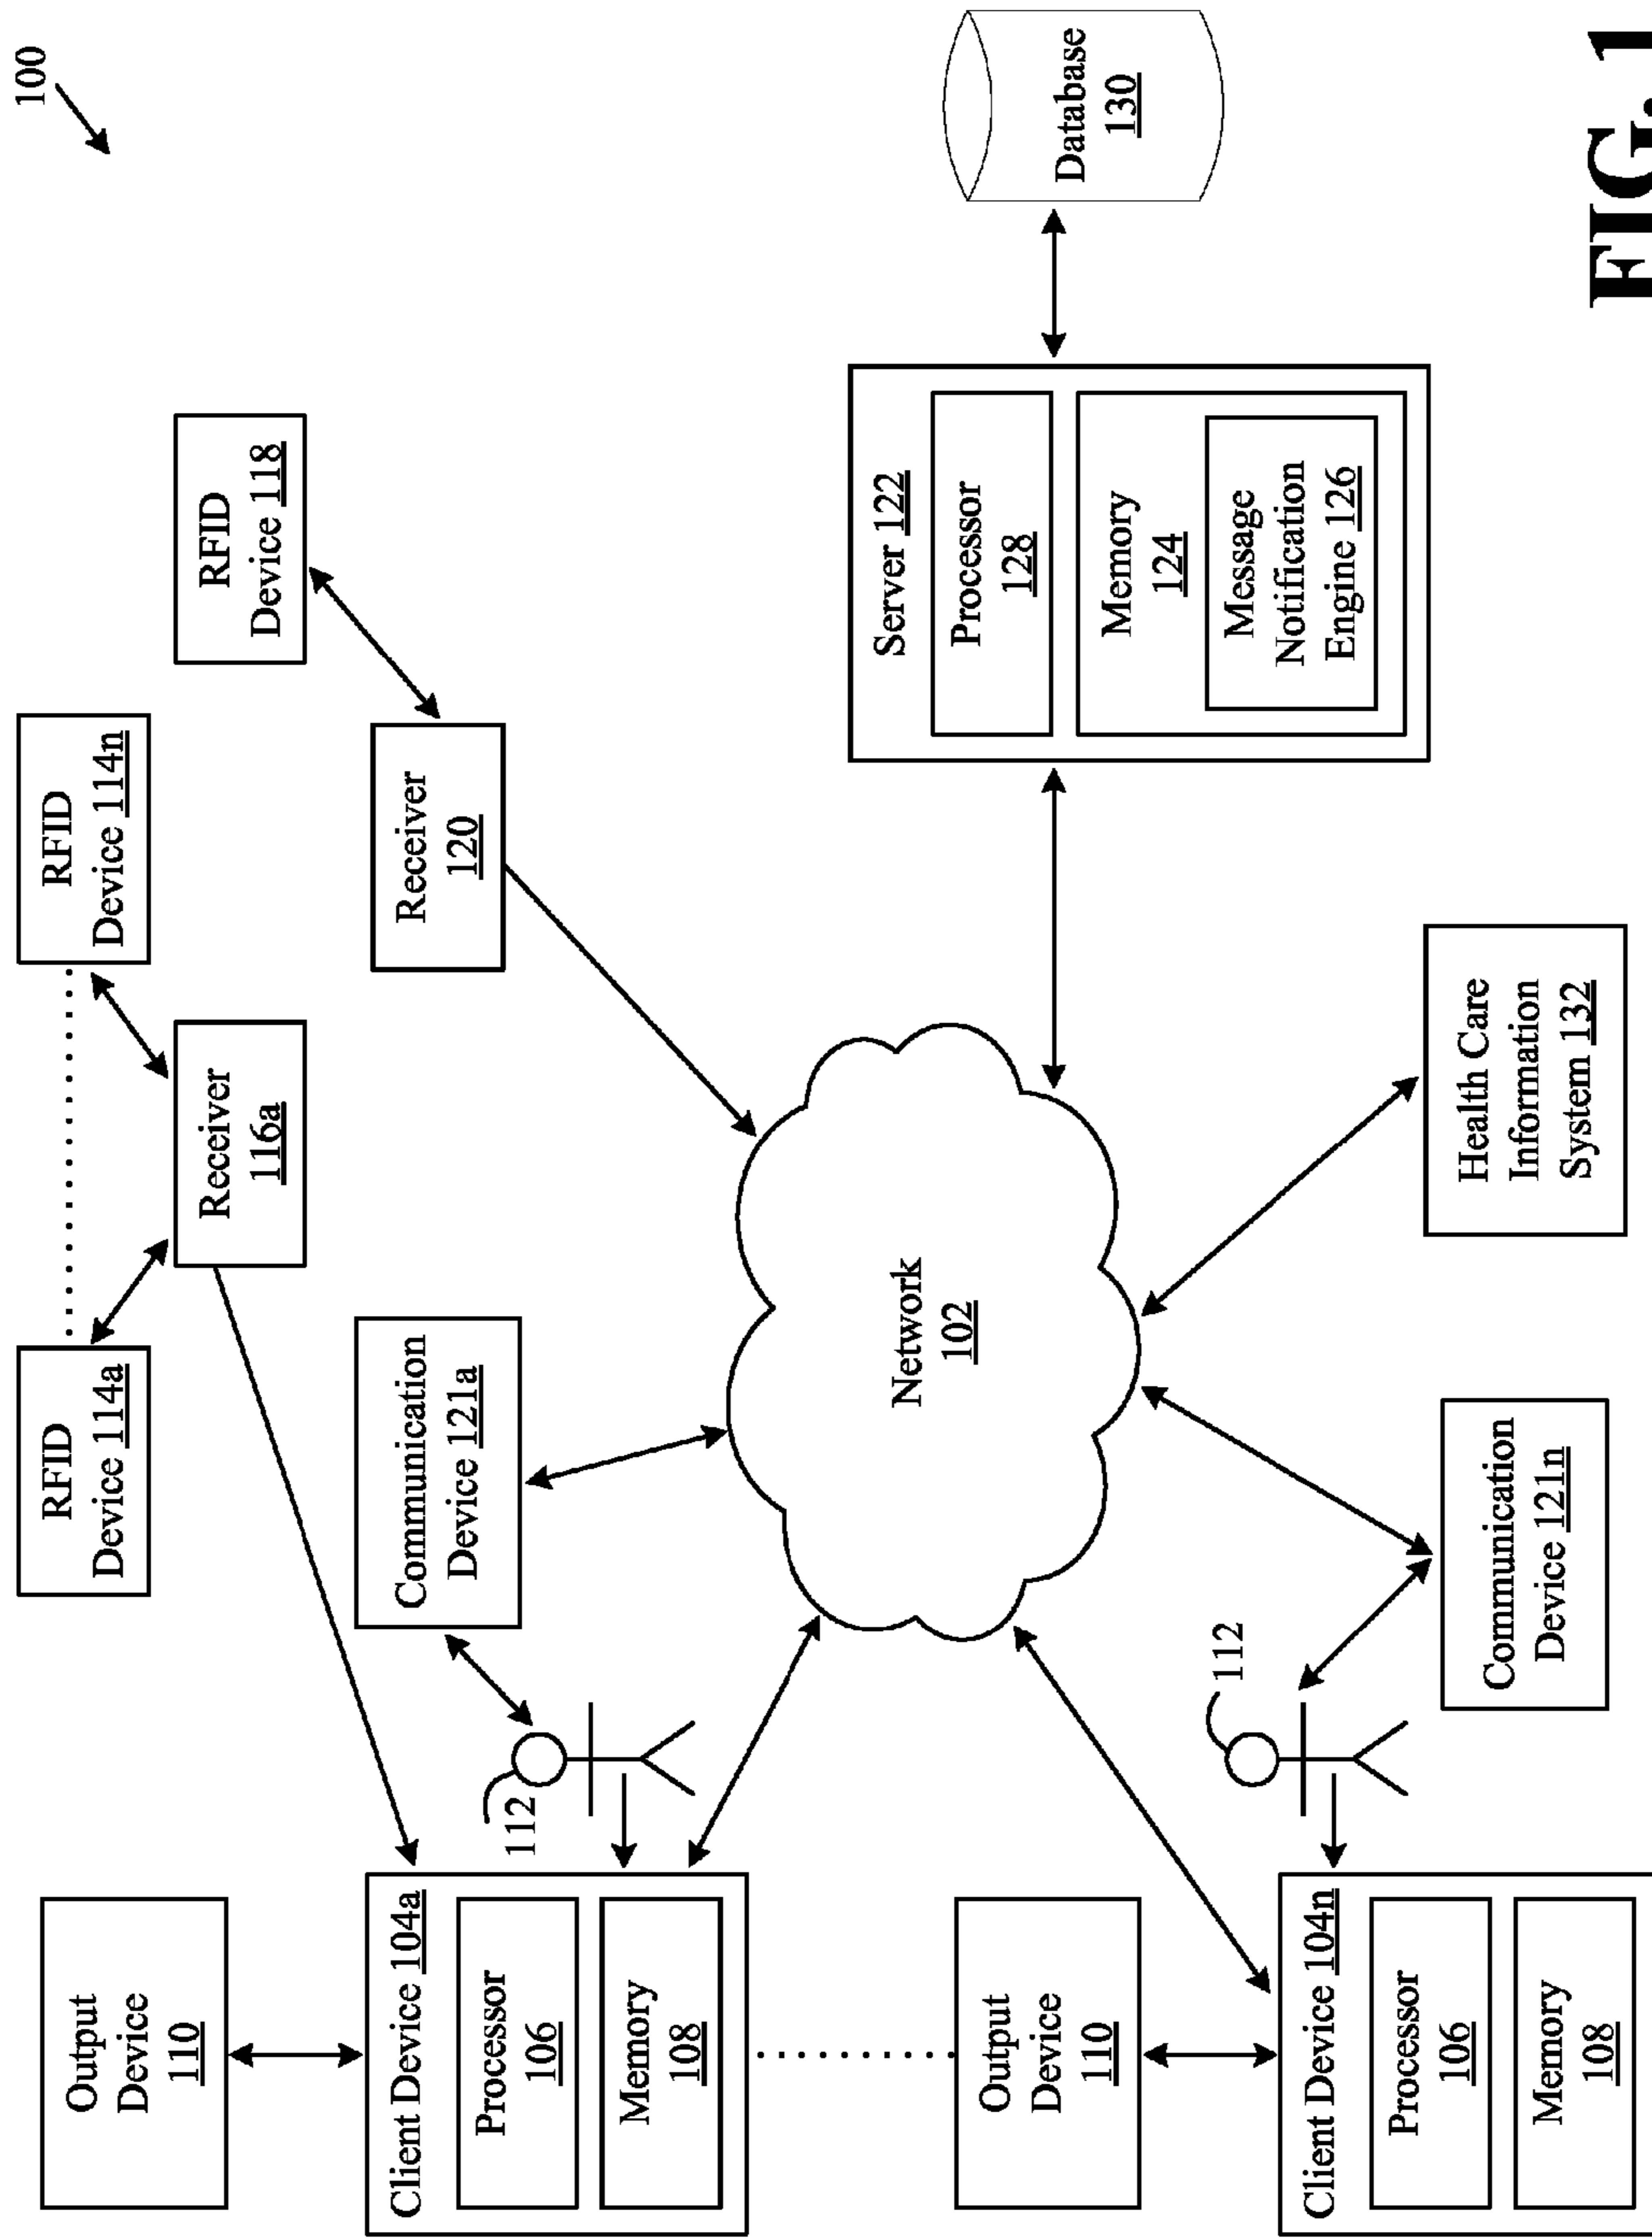 100
RFID
Device 114a
RFID
Device 114n
Output
Device
110
Receiver
116a
RFID
Device 118
Client Device 104a
Processor
106
Memory
108
112
Communication
Device 121a
Receiver
120
Network
102
Server 122
Processor
128
Memory
124
Message
Notification
Engine 126
Database
130
Output
Device
110
Client Device 104n
Processor
106
Memory
108
112
Communication
Device 121n
Health Care
Information
System 132
FIG. 1